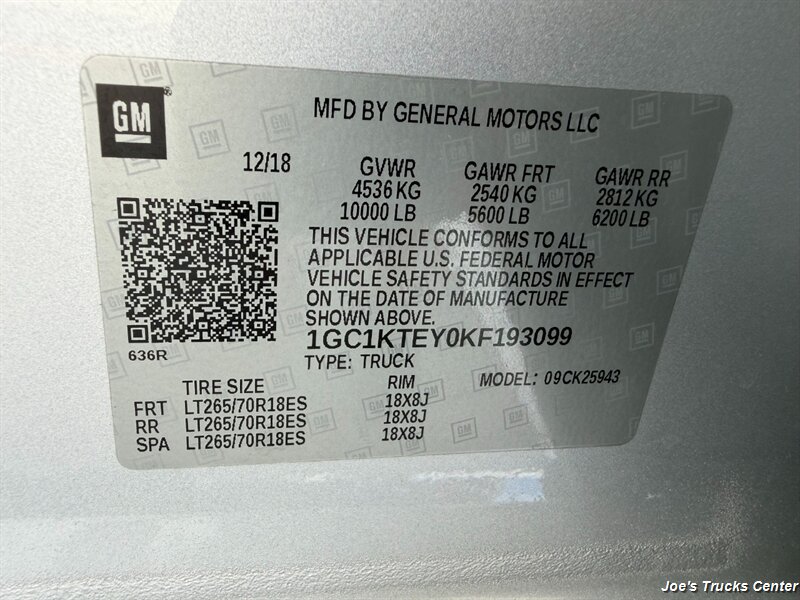 GM
MFD BY GENERAL MOTORS LLC
12/18
GVWR GAWR FRT GAWR RR
4536 KG 2540 KG 2812 KG
10000 LB 5600 LB 6200 LB
THIS VEHICLE CONFORMS TO ALL
APPLICABLE U.S. FEDERAL MOTOR
VEHICLE SAFETY STANDARDS IN EFFECT
ON THE DATE OF MANUFACTURE
SHOWN ABOVE.
636R
1GC1KTEY0KF193099
TYPE: TRUCK
MODEL: 09CK25943
TIRE SIZE RIM
FRT LT265/70R18ES 18X8J
RR LT265/70R18ES 18X8J
SPA LT265/70R18ES 18X8J
Joe's Trucks Center